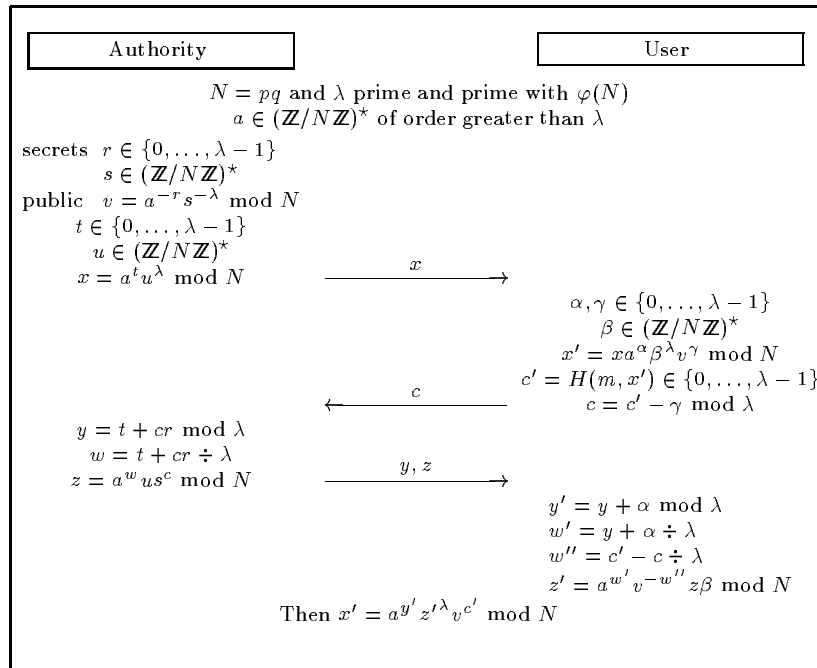 Authority User
N = pq and λ prime and prime with φ(N)
a ∈ (ℤ/Nℤ)* of order greater than λ
secrets r ∈ {0, ..., λ − 1}
s ∈ (ℤ/Nℤ)*
public v = a^{−r} s^{−λ} mod N
t ∈ {0, ..., λ − 1}
u ∈ (ℤ/Nℤ)*
x = a^t u^λ mod N
x
α, γ ∈ {0, ..., λ − 1}
β ∈ (ℤ/Nℤ)*
x′ = x a^α β^λ v^γ mod N
c′ = H(m, x′) ∈ {0, ..., λ − 1}
c
c = c′ − γ mod λ
y = t + cr mod λ
w = t + cr ÷ λ
z = a^w u s^c mod N
y, z
y′ = y + α mod λ
w′ = y + α ÷ λ
w″ = c′ − c ÷ λ
z′ = a^{w′} v^{−w″} zβ mod N
Then x′ = a^{y′} z′^λ v^{c′} mod N